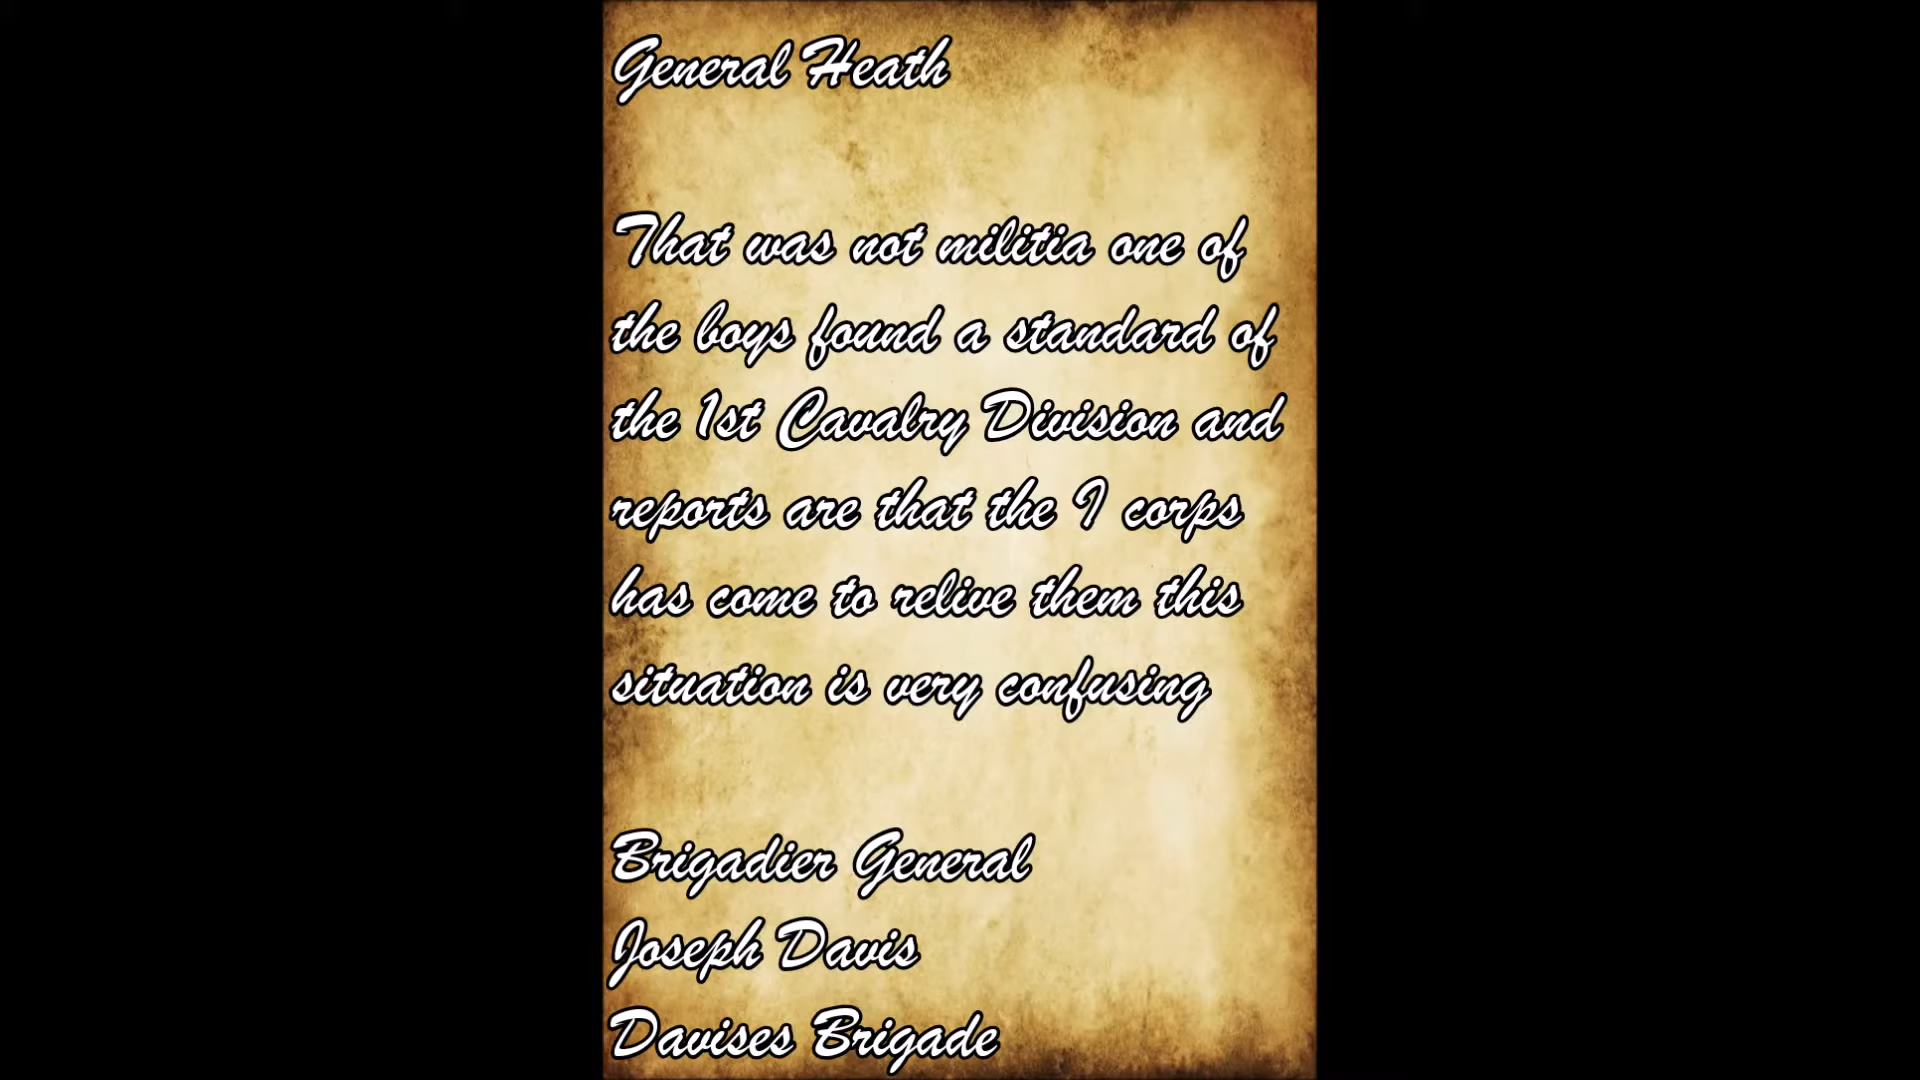 General Heath
That was not militia one of
the boys found a standard of
the 1st Cavalry Division and
reports are that the I corps
has come to relive them this
situation is very confusing
Brigadier General
Joseph Davis
Davises Brigade